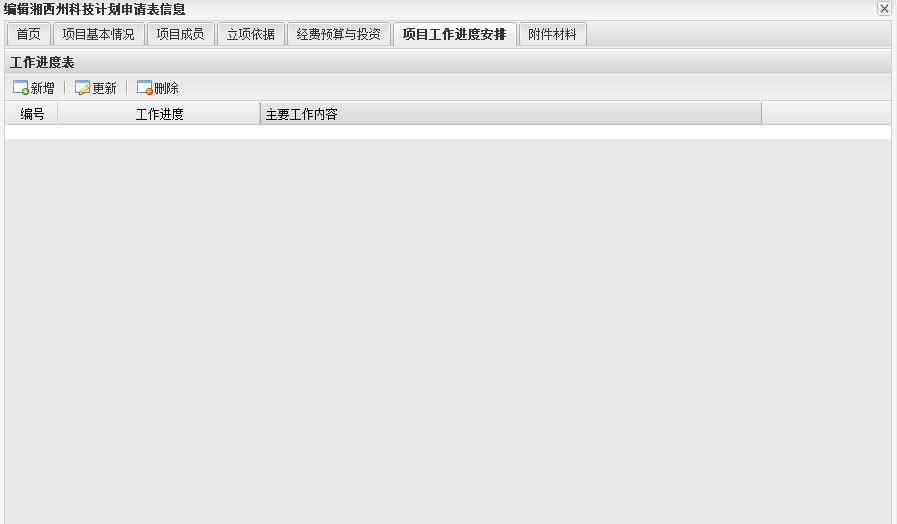 编辑湘西州科技计划申请表信息
首页 项目基本情况 项目成员 立项依据 经费预算与投资 项目工作进度安排 附件材料
工作进度表
新增 更新 删除
编号 工作进度 主要工作内容